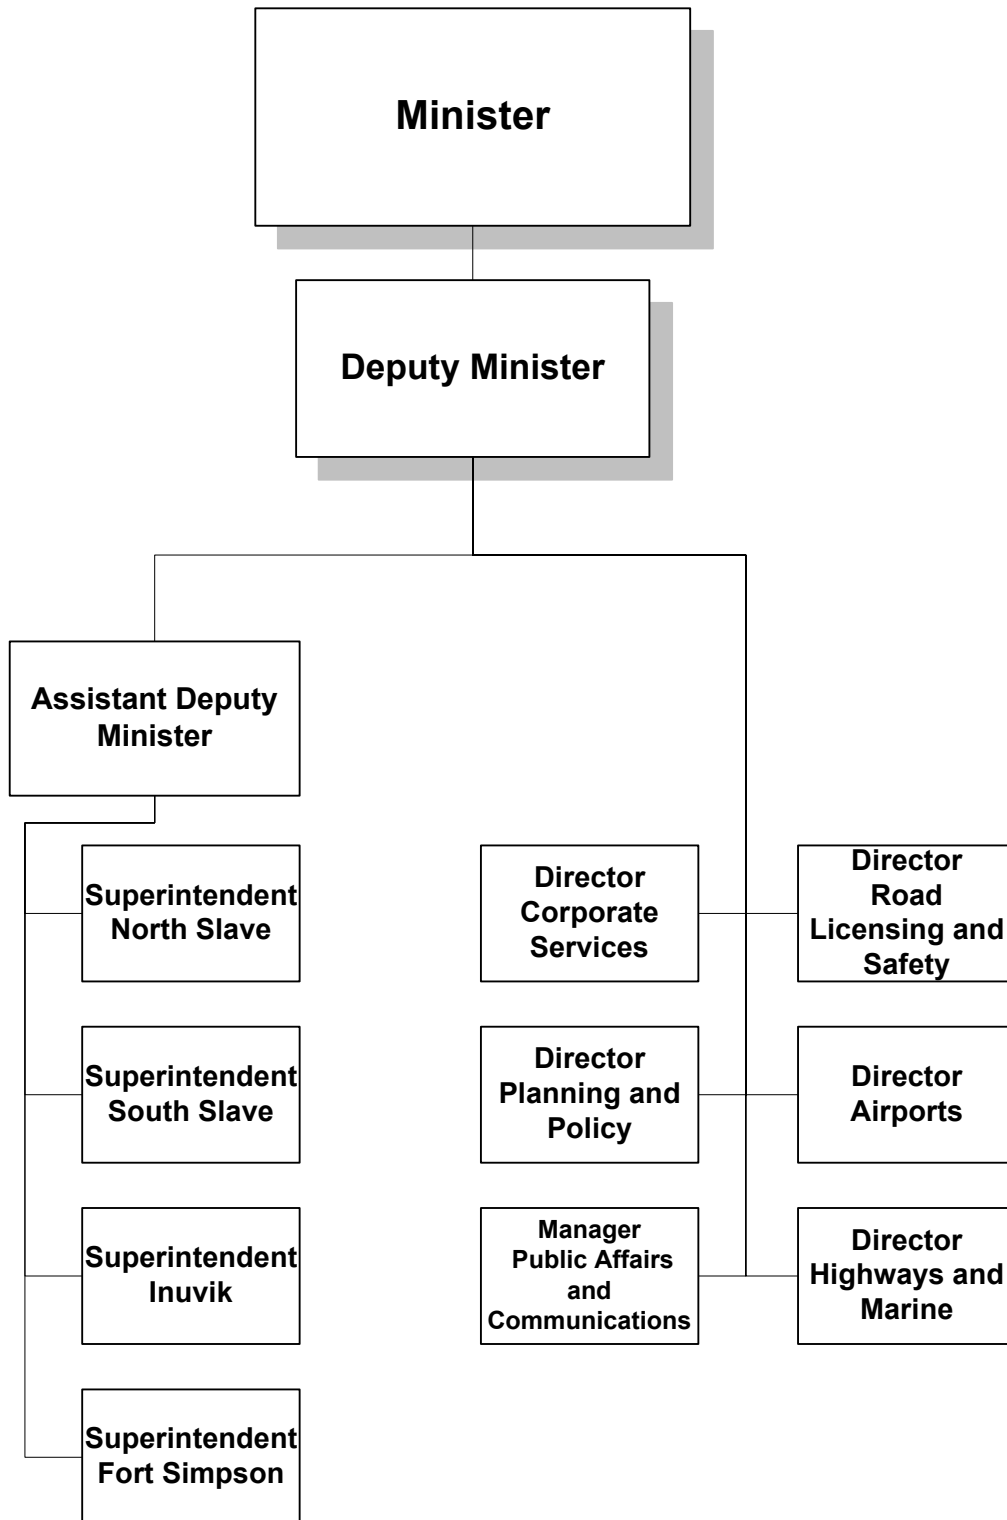 Minister
Deputy Minister
Assistant Deputy
Minister
Superintendent
North Slave
Superintendent
South Slave
Superintendent
Inuvik
Superintendent
Fort Simpson
Director
Corporate
Services
Director
Planning and
Policy
Manager
Public Affairs
and
Communications
Director
Road
Licensing and
Safety
Director
Airports
Director
Highways and
Marine